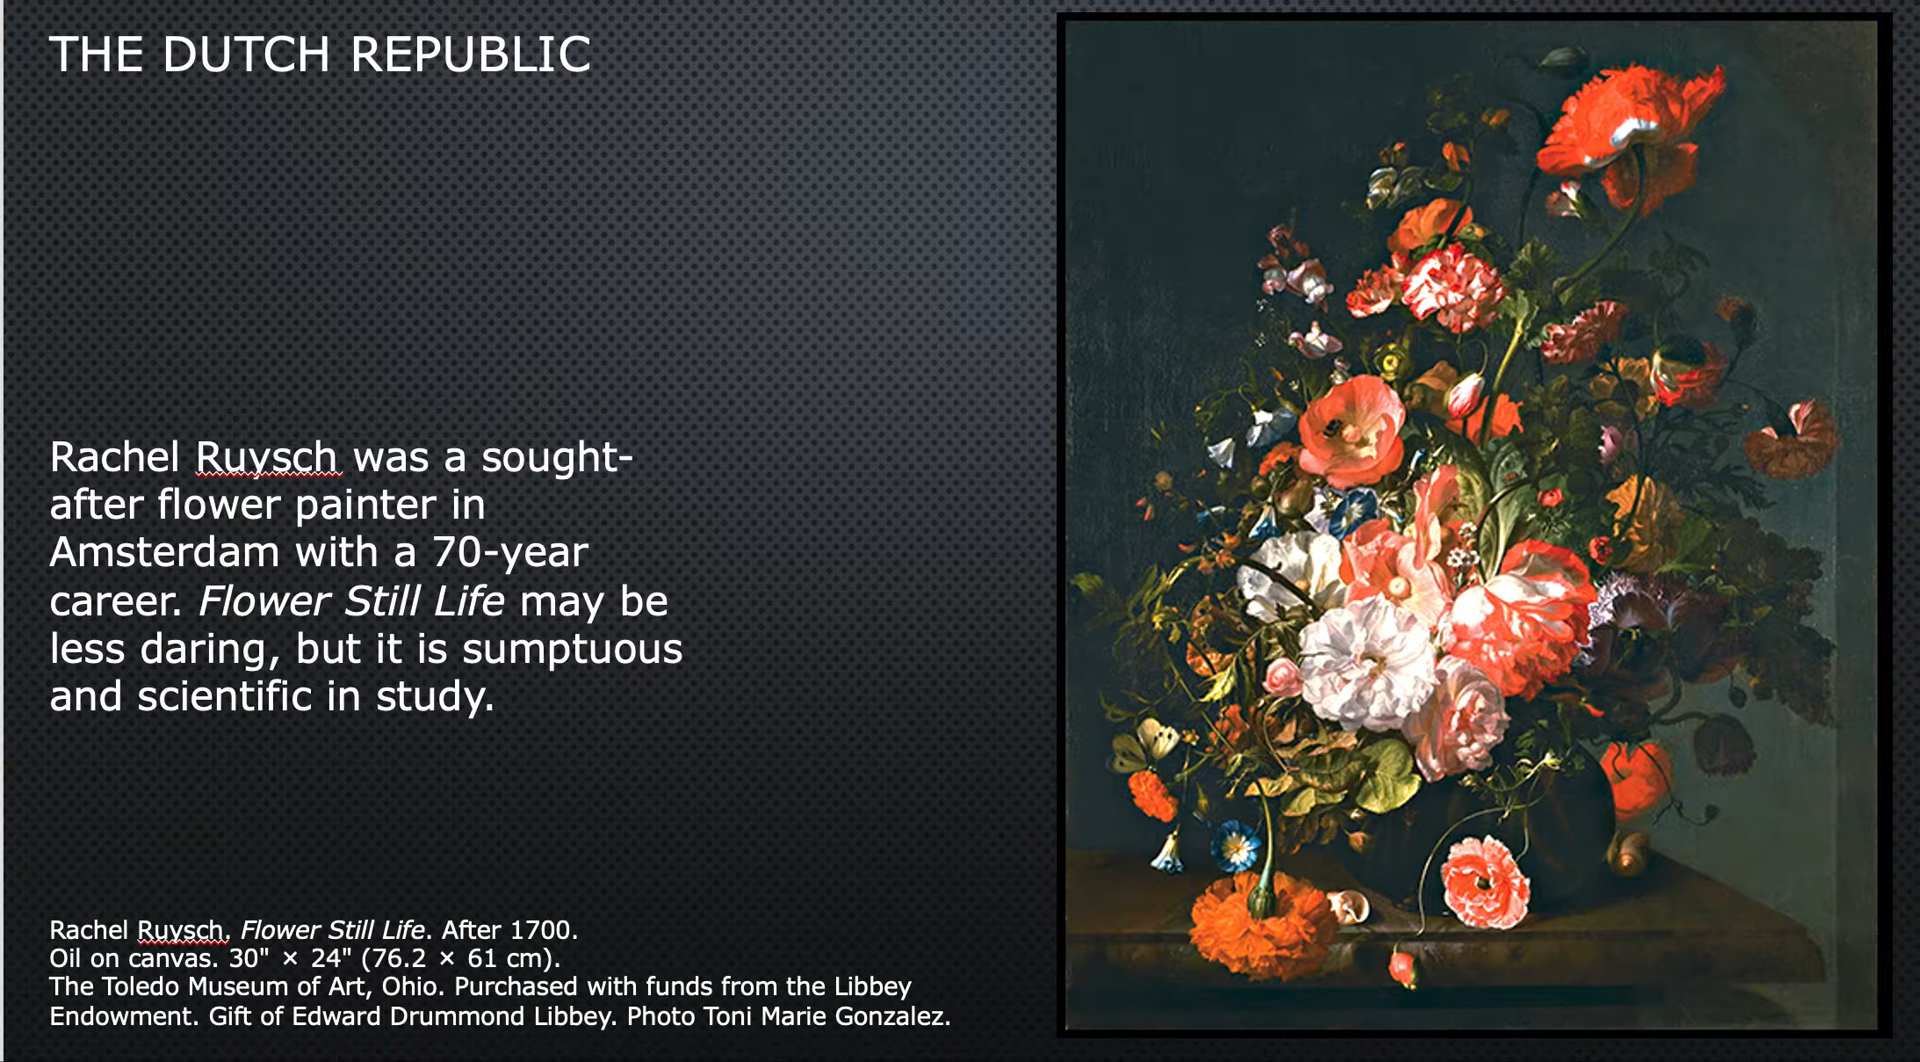 THE DUTCH REPUBLIC
Rachel Ruysch was a sought-
after flower painter in
Amsterdam with a 70-year
career. Flower Still Life may be
less daring, but it is sumptuous
and scientific in study.
Rachel Ruysch. Flower Still Life. After 1700.
Oil on canvas. 30" × 24" (76.2 × 61 cm).
The Toledo Museum of Art, Ohio. Purchased with funds from the Libbey
Endowment. Gift of Edward Drummond Libbey. Photo Toni Marie Gonzalez.